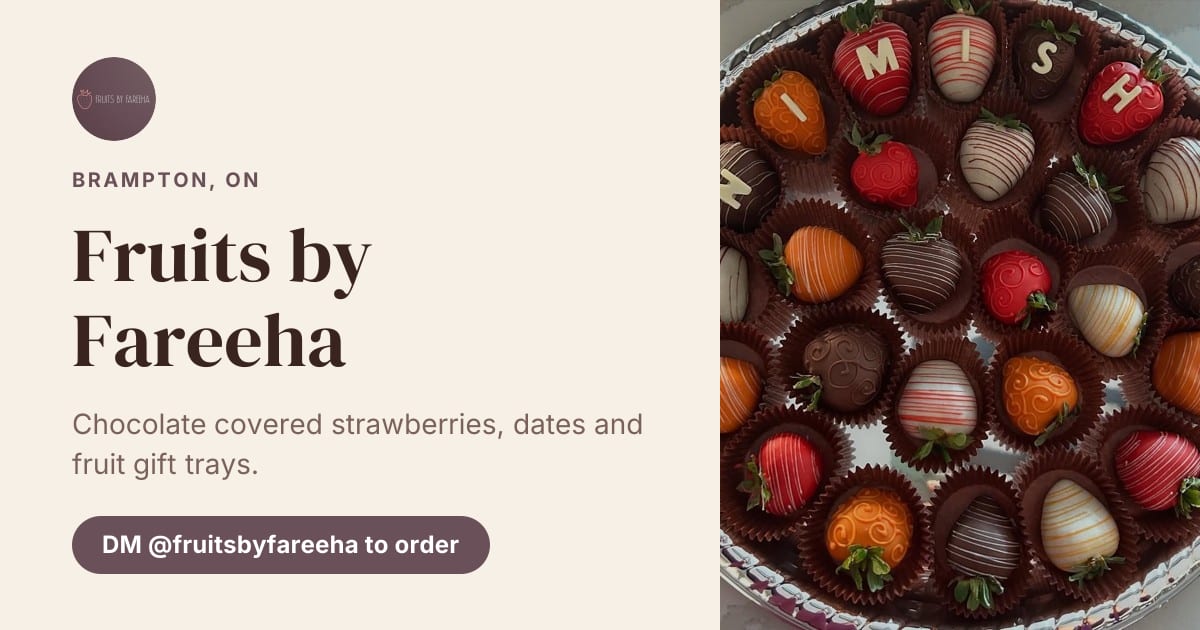 FRUITS BY FAREEHA
BRAMPTON, ON
Fruits by
Fareeha
Chocolate covered strawberries, dates and
fruit gift trays.
DM @fruitsbyfareeha to order
I M I S H
N